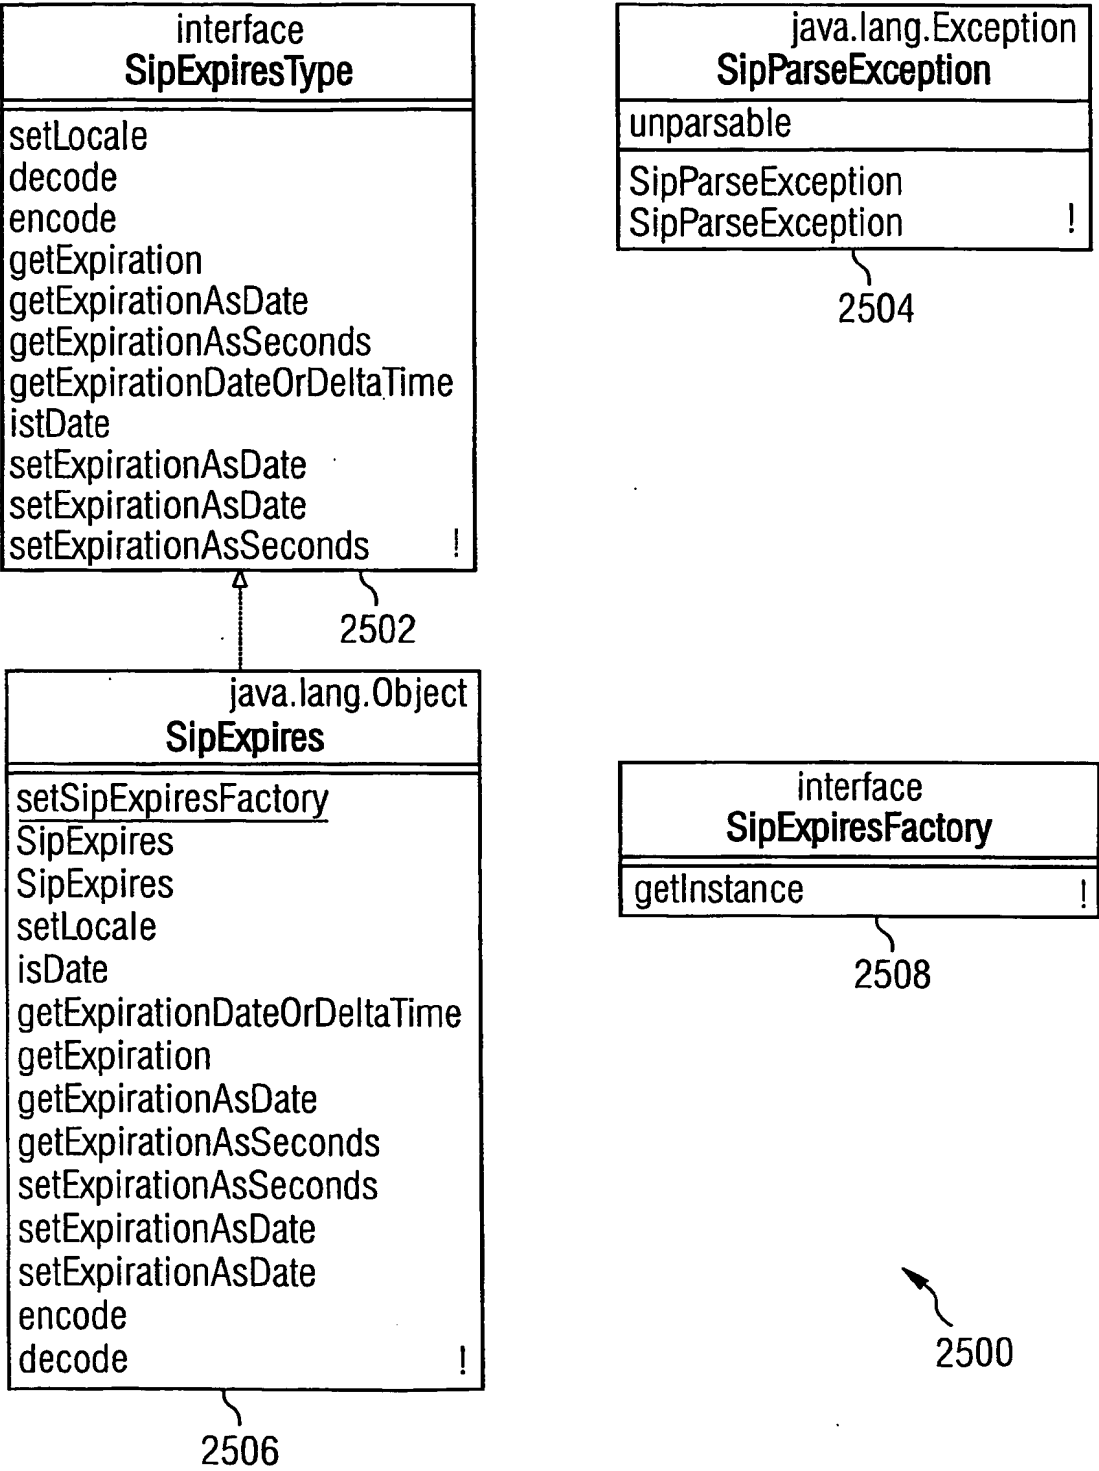 interface
SipExpiresType
setLocale
decode
encode
getExpiration
getExpirationAsDate
getExpirationAsSeconds
getExpirationDateOrDeltaTime
istDate
setExpirationAsDate
setExpirationAsDate
setExpirationAsSeconds !
2502
java.lang.Exception
SipParseException
unparsable
SipParseException
SipParseException !
2504
java.lang.Object
SipExpires
setSipExpiresFactory
SipExpires
SipExpires
setLocale
isDate
getExpirationDateOrDeltaTime
getExpiration
getExpirationAsDate
getExpirationAsSeconds
setExpirationAsSeconds
setExpirationAsDate
setExpirationAsDate
encode
decode !
2506
interface
SipExpiresFactory
getInstance !
2508
2500